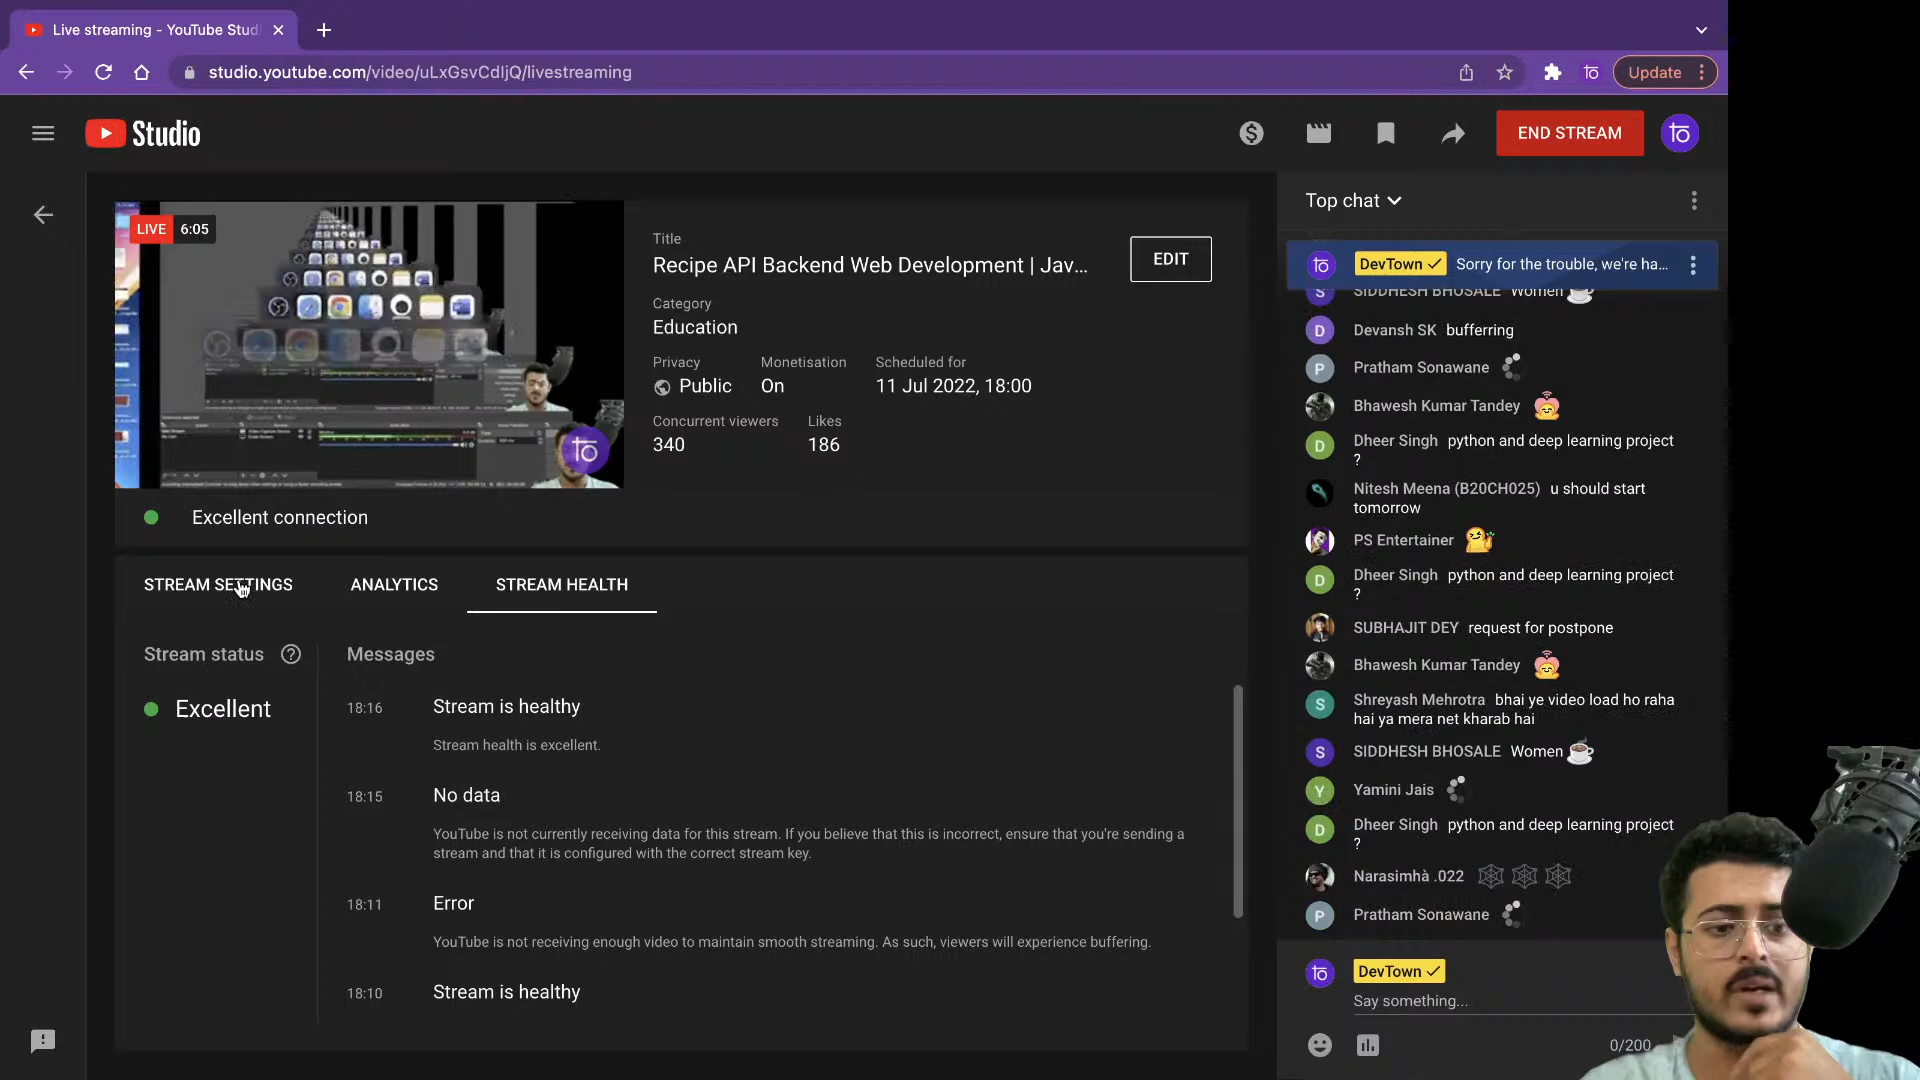 Live streaming - YouTube Stud
studio.youtube.com/video/uLxGsvCdIjQ/livestreaming
Update
Studio
END STREAM
LIVE 6:05
Title
Recipe API Backend Web Development | Jav...
EDIT
Category
Education
Privacy
Public
Monetisation
On
Scheduled for
11 Jul 2022, 18:00
Concurrent viewers
340
Likes
186
Excellent connection
STREAM SETTINGS
ANALYTICS
STREAM HEALTH
Stream status
Excellent
Messages
18:16 Stream is healthy
Stream health is excellent.
18:15 No data
YouTube is not currently receiving data for this stream. If you believe that this is incorrect, ensure that you're sending a
stream and that it is configured with the correct stream key.
18:11 Error
YouTube is not receiving enough video to maintain smooth streaming. As such, viewers will experience buffering.
18:10 Stream is healthy
Top chat
DevTown Sorry for the trouble, we're ha...
SIDDHESH BHOSALE Women
Devansh SK bufferring
Pratham Sonawane
Bhawesh Kumar Tandey
Dheer Singh python and deep learning project
?
Nitesh Meena (B20CH025) u should start
tomorrow
PS Entertainer
Dheer Singh python and deep learning project
?
SUBHAJIT DEY request for postpone
Bhawesh Kumar Tandey
Shreyash Mehrotra bhai ye video load ho raha
hai ya mera net kharab hai
SIDDHESH BHOSALE Women
Yamini Jais
Dheer Singh python and deep learning project
?
Narasimhà .022
Pratham Sonawane
DevTown
Say something...
0/200